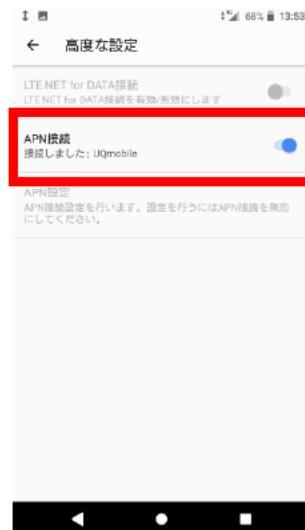 68% 13:53
高度な設定
LTE NET for DATA接続
LTE NET for DATA接続を有効/無効にします
APN接続
接続しました: UQmobile
APN設定
APN接続設定を行います。設定を行うにはAPN接続を無効
にしてください。